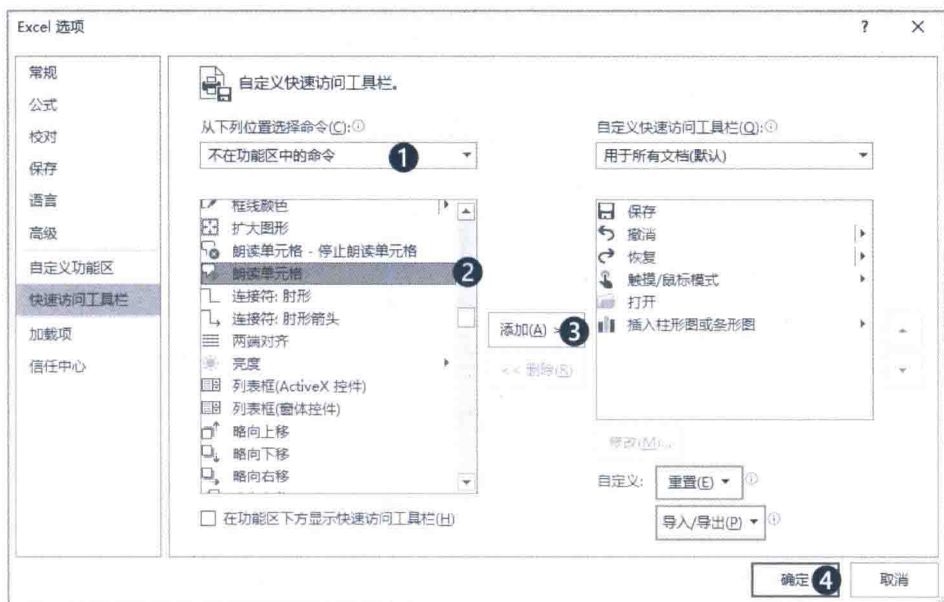 Excel 选项
?
×
常规
公式
校对
保存
语言
高级
自定义功能区
快速访问工具栏
加载项
信任中心
自定义快速访问工具栏。
从下列位置选择命令(C):
不在功能区中的命令
1
框线颜色
扩大图形
朗读单元格 - 停止朗读单元格
朗读单元格
2
连接符: 肘形
连接符: 肘形箭头
两端对齐
亮度
列表框(ActiveX 控件)
列表框(窗体控件)
略向上移
略向下移
略向右移
在功能区下方显示快速访问工具栏(H)
添加(A) >
3
<< 删除(R)
自定义快速访问工具栏(Q):
用于所有文档(默认)
保存
撤消
恢复
触摸/鼠标模式
打开
插入柱形图或条形图
修改(M)...
自定义:
重置(E)
导入/导出(P)
确定
4
取消